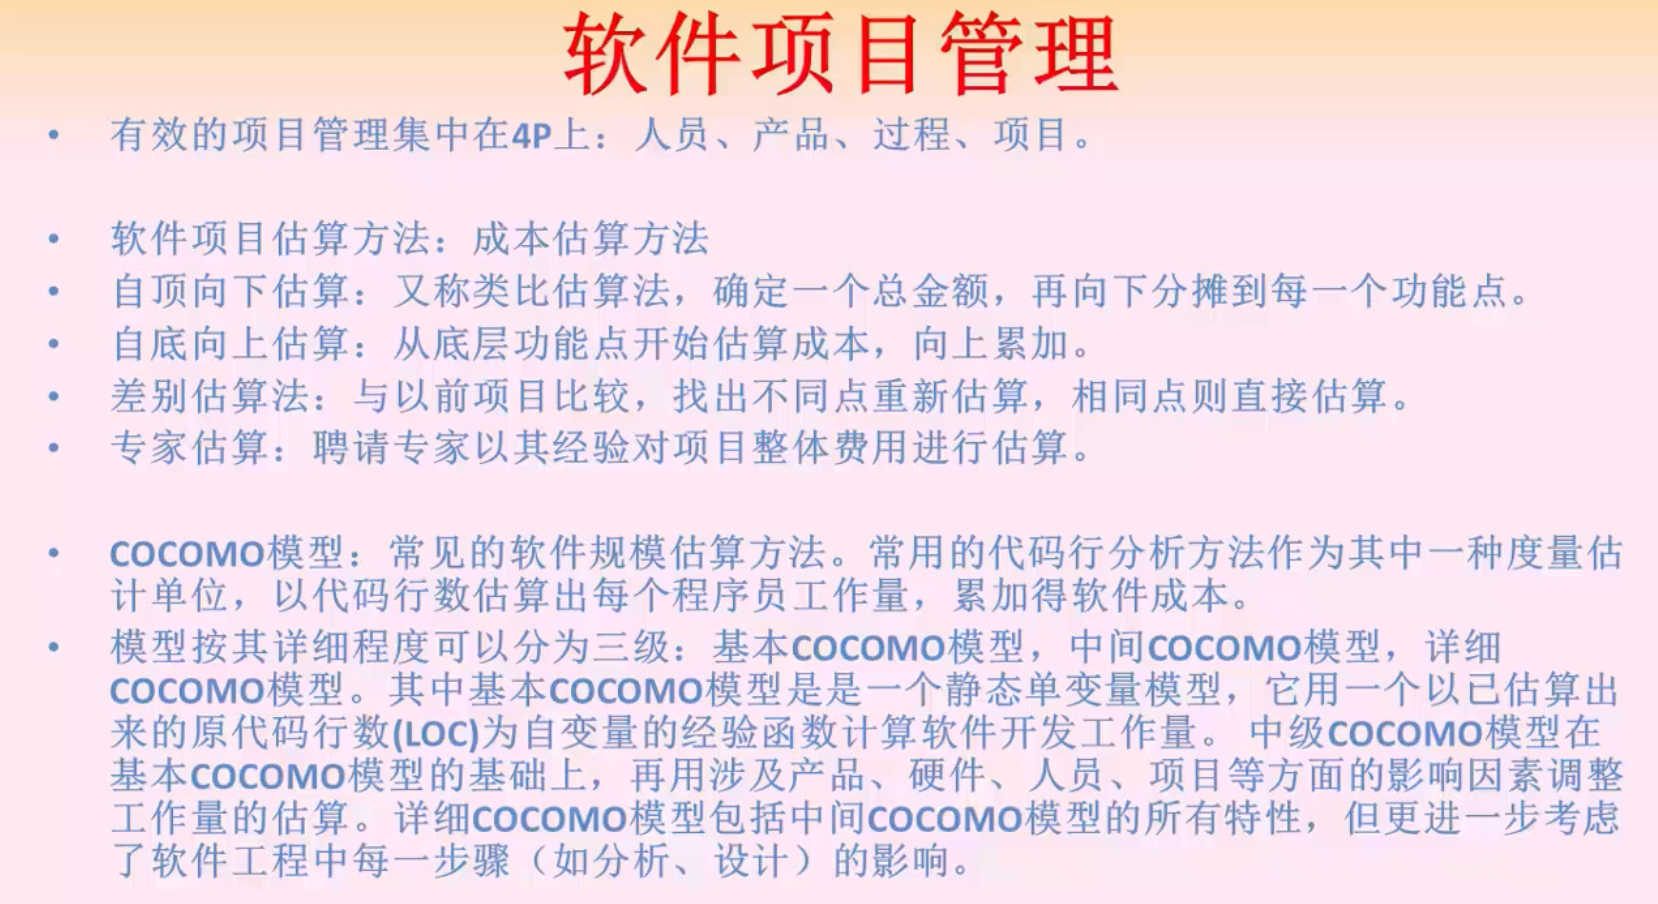 软件项目管理
• 有效的项目管理集中在4P上：人员、产品、过程、项目。
• 软件项目估算方法：成本估算方法
• 自顶向下估算：又称类比估算法，确定一个总金额，再向下分摊到每一个功能点。
• 自底向上估算：从底层功能点开始估算成本，向上累加。
• 差别估算法：与以前项目比较，找出不同点重新估算，相同点则直接估算。
• 专家估算：聘请专家以其经验对项目整体费用进行估算。
• COCOMO模型：常见的软件规模估算方法。常用的代码行分析方法作为其中一种度量估
计单位，以代码行数估算出每个程序员工作量，累加得软件成本。
• 模型按其详细程度可以分为三级：基本COCOMO模型，中间COCOMO模型，详细
COCOMO模型。其中基本COCOMO模型是是一个静态单变量模型，它用一个以已估算出
来的原代码行数(LOC)为自变量的经验函数计算软件开发工作量。 中级COCOMO模型在
基本COCOMO模型的基础上，再用涉及产品、硬件、人员、项目等方面的影响因素调整
工作量的估算。详细COCOMO模型包括中间COCOMO模型的所有特性，但更进一步考虑
了软件工程中每一步骤（如分析、设计）的影响。